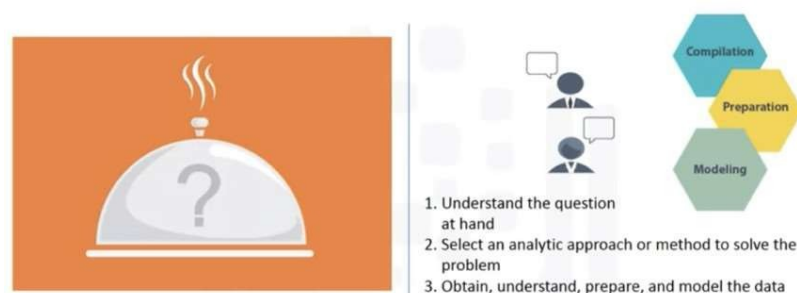 ?
Compilation
Preparation
Modeling
1. Understand the question
at hand
2. Select an analytic approach or method to solve the
problem
3. Obtain, understand, prepare, and model the data